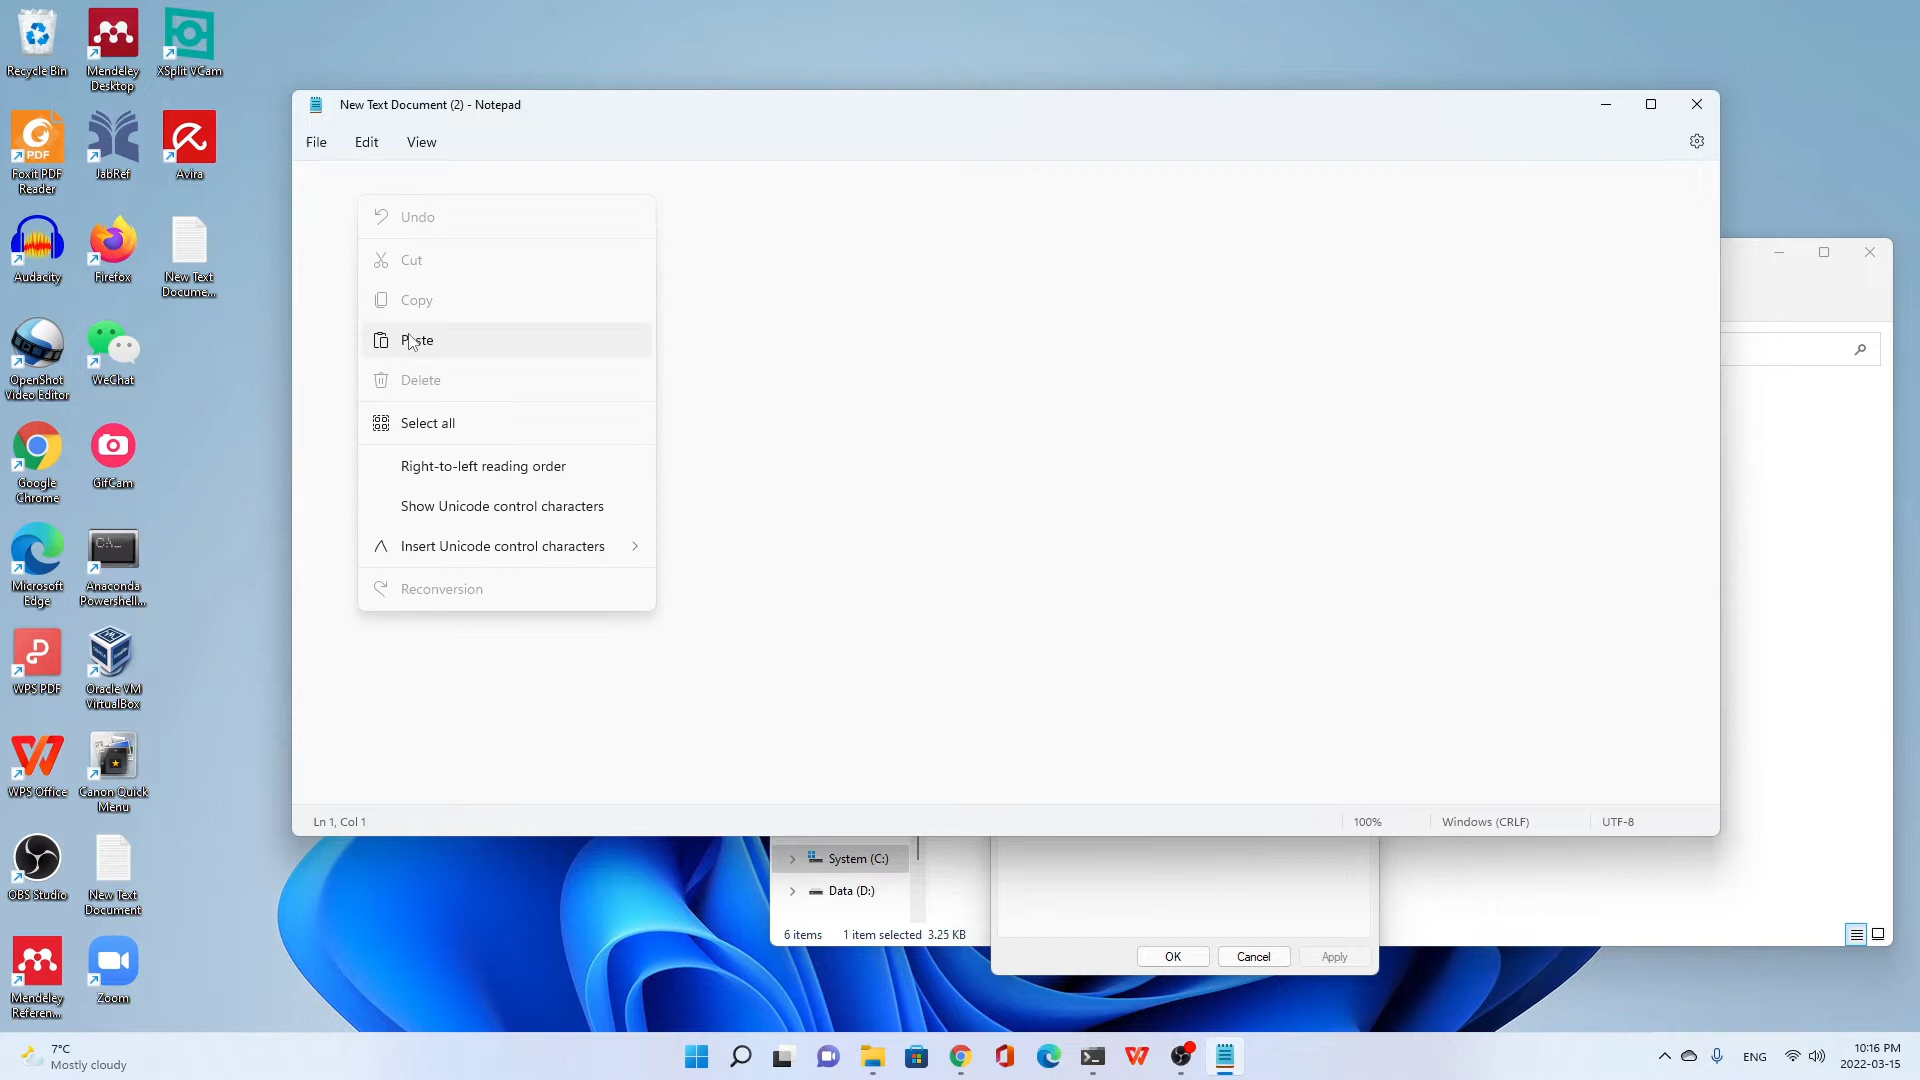 Recycle Bin
Mendeley
Desktop
XSplit VCam
Foxit PDF
Reader
JabRef
Avira
Audacity
Firefox
New Text
Docume...
OpenShot
Video Editor
WeChat
Google
Chrome
GifCam
Microsoft
Edge
Anaconda
Powershell...
WPS PDF
Oracle VM
VirtualBox
WPS Office
Canon Quick
Menu
OBS Studio
New Text
Document
Mendeley
Referen...
Zoom
New Text Document (2) - Notepad
File Edit View
Undo
Cut
Copy
Paste
Delete
Select all
Right-to-left reading order
Show Unicode control characters
Insert Unicode control characters
Reconversion
Ln 1, Col 1 100% Windows (CRLF) UTF-8
System (C:)
Data (D:)
6 items 1 item selected 3.25 KB
OK Cancel Apply
7°C
Mostly cloudy
ENG
10:16 PM
2022-03-15